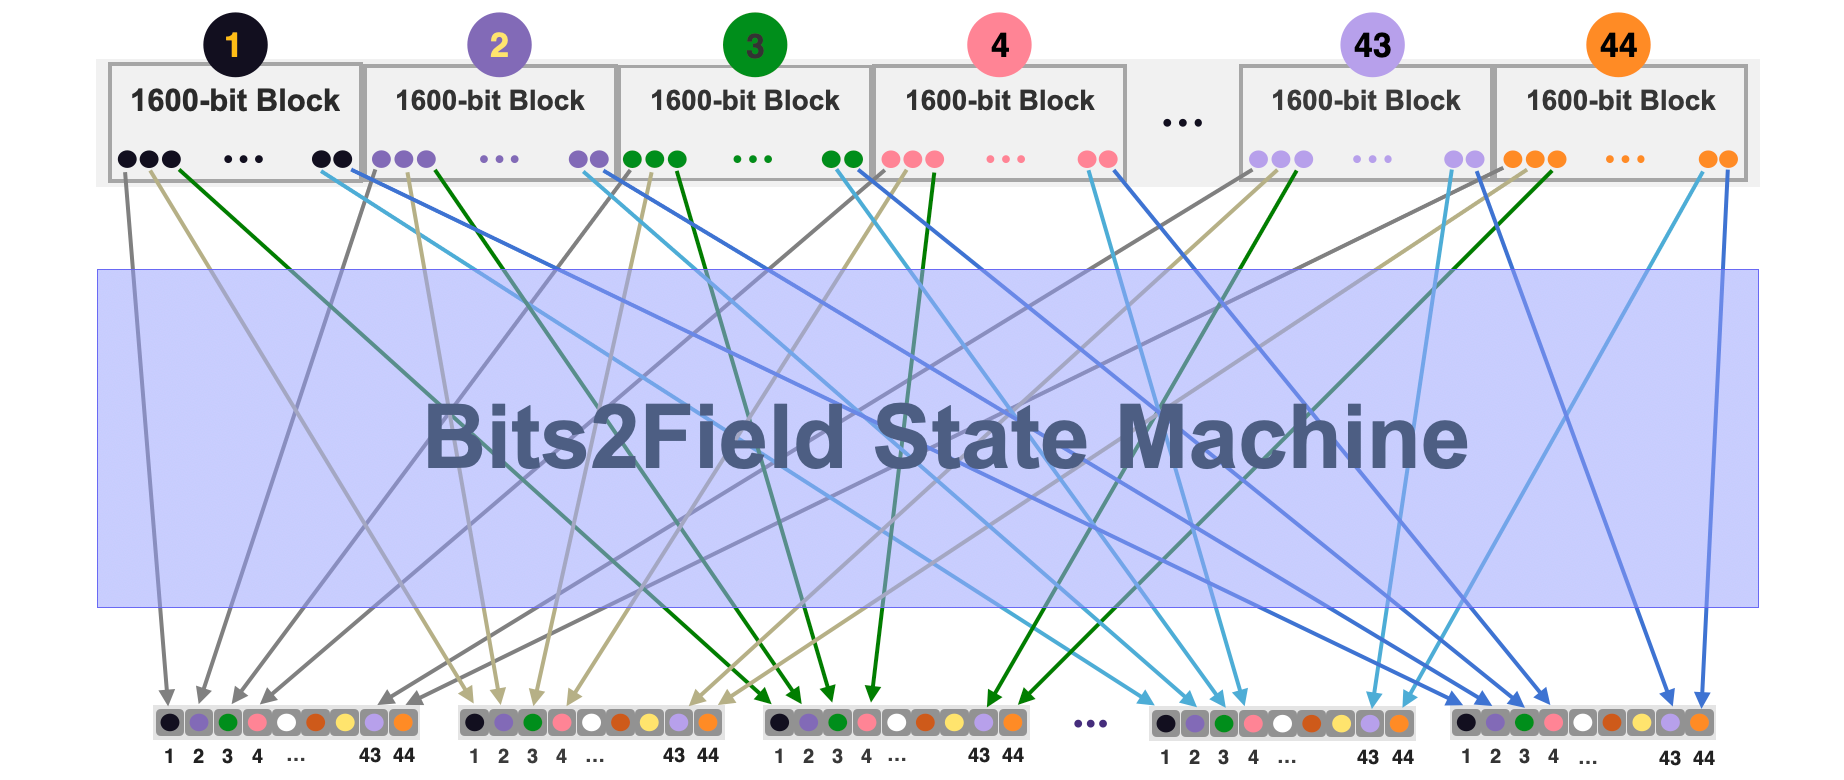 1 2 3 4 43 44
1600-bit Block 1600-bit Block 1600-bit Block 1600-bit Block ... 1600-bit Block 1600-bit Block
... ... ... ... ... ...
Bits2Field State Machine
...
1 2 3 4 ... 43 44 1 2 3 4 ... 43 44 1 2 3 4 ... 43 44 1 2 3 4 ... 43 44 1 2 3 4 ... 43 44